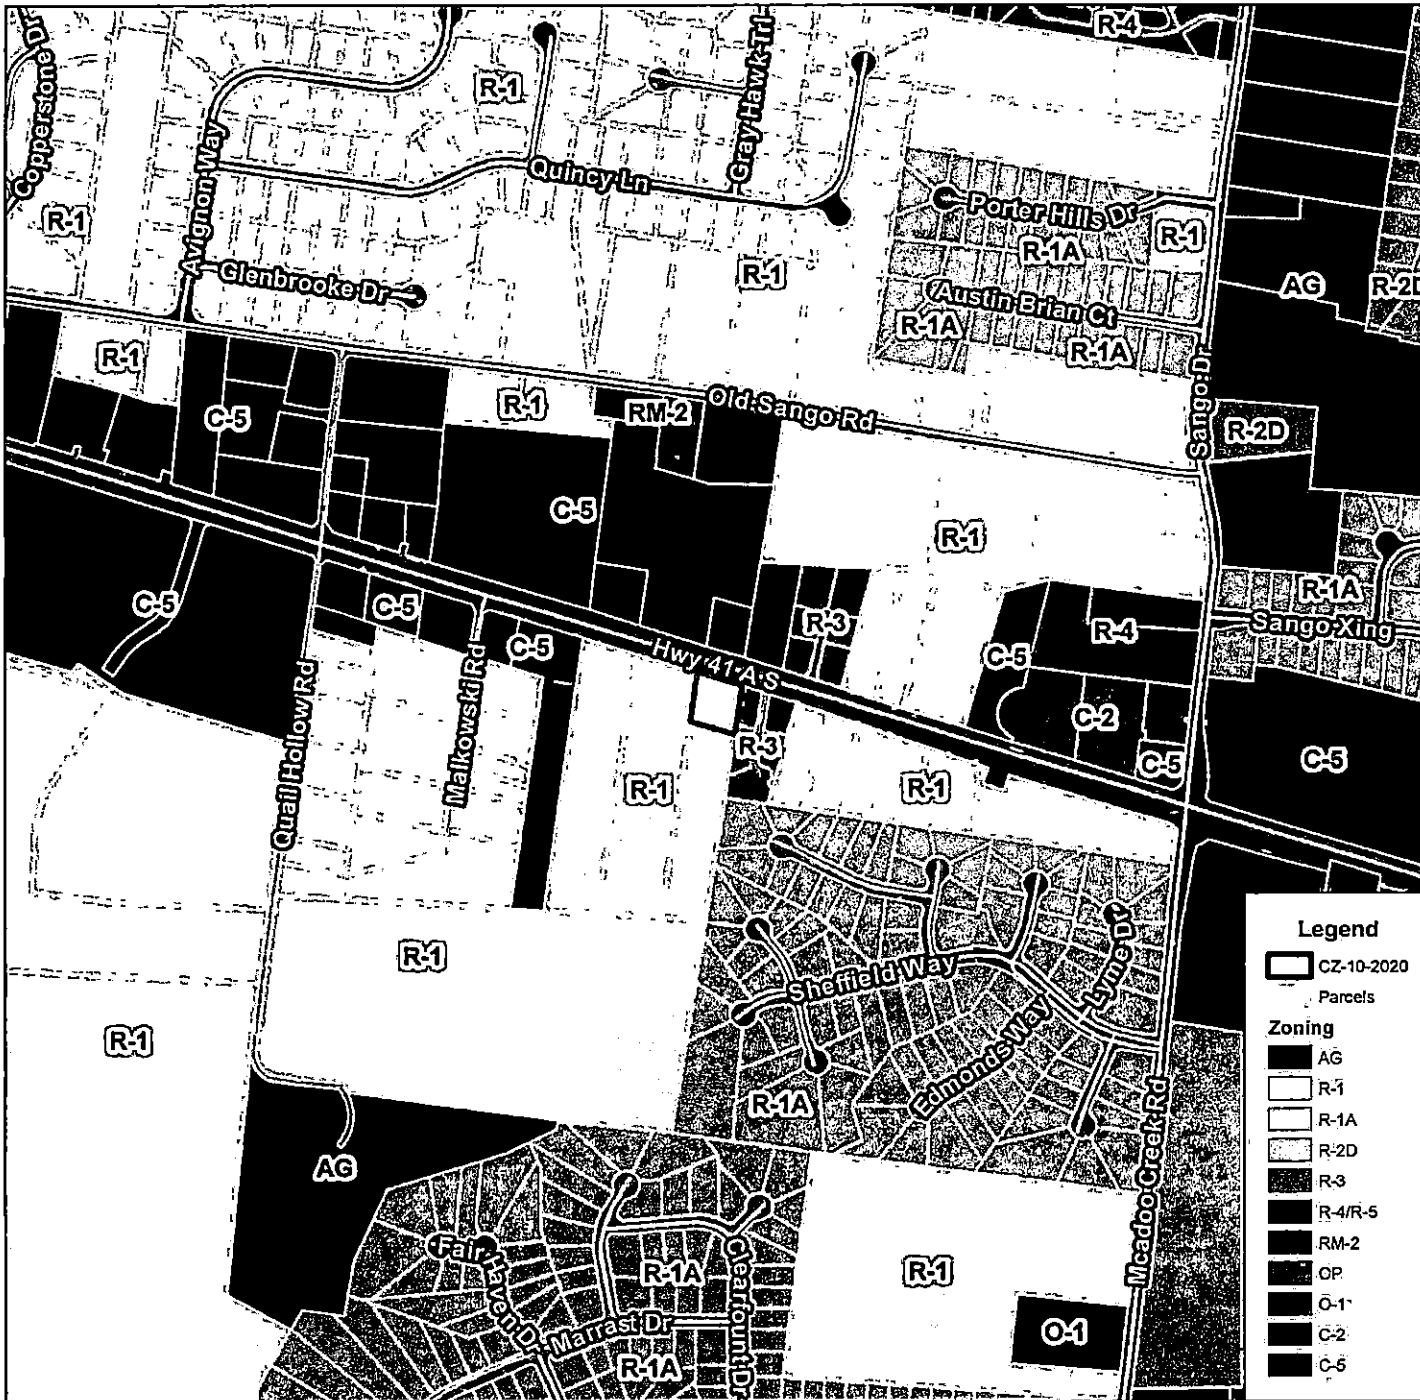 R-4
Copperstone Dr
R-1
Gray Hawk Trl
Avignon Way
Quincy Ln
R-1
Porter Hills Dr
R-1A
R-1
Glenbrooke Dr
R-1
AG
R-2D
Austin Brian Ct
R-1A
R-1A
R-1
Sango Dr
C-5
R-1
RM-2
Old Sango Rd
R-2D
C-5
R-1
C-5
C-5
R-3
R-4
R-1A
Sango Xing
C-5
Hwy 41-A S
C-5
Quail Hollow Rd
Malkowski Rd
R-3
C-2
C-5
C-5
R-1
R-1
R-1
Sheffield Way
Lyme Dr
R-1
Edmonds Way
R-1A
Mcadoo Creek Rd
AG
Fair Haven Dr
R-1A
Clearfount Dr
R-1
Marrast Dr
R-1A
O-1
Legend
CZ-10-2020
Parcels
Zoning
AG
R-1
R-1A
R-2D
R-3
R-4/R-5
RM-2
OP
O-1
C-2
C-5